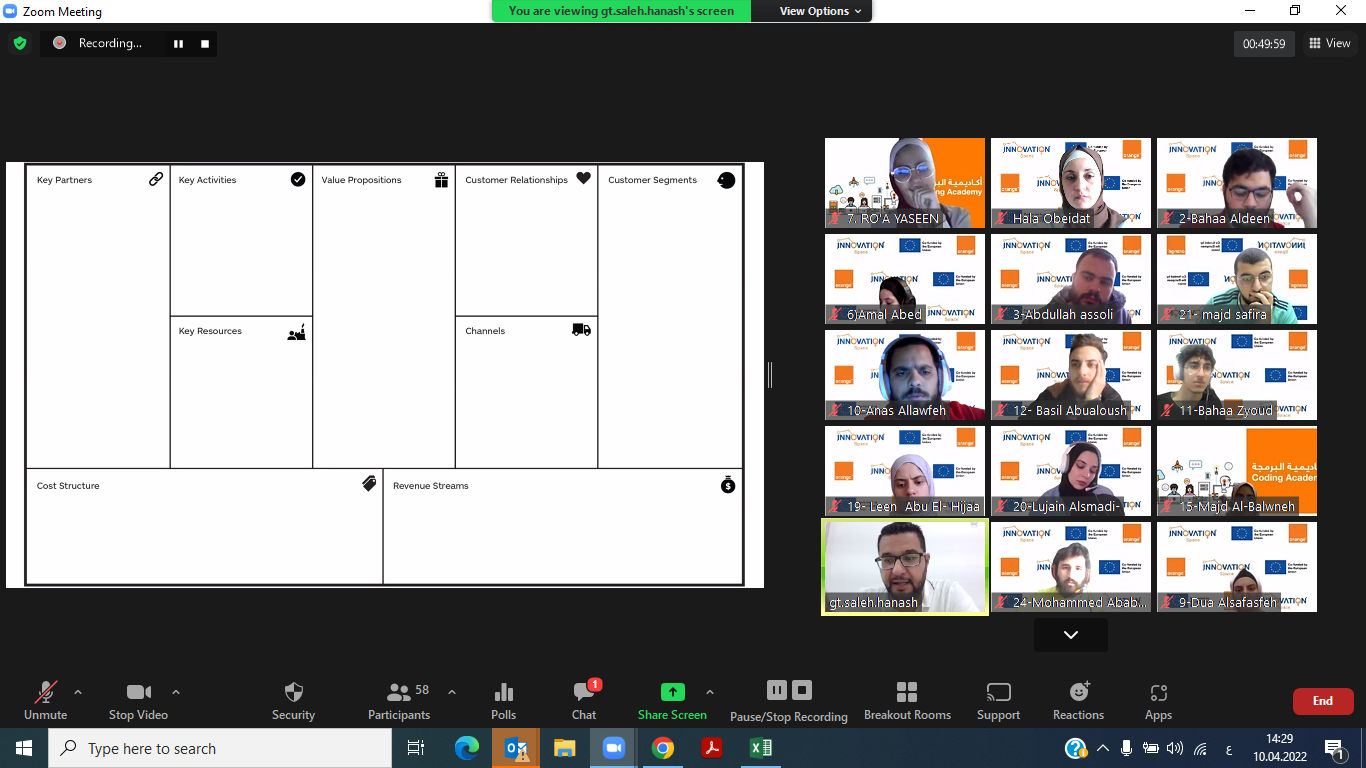 Zoom Meeting
You are viewing gt.saleh.hanash's screen
View Options
Recording...
00:49:59
View
Key Partners
Key Activities
Value Propositions
Customer Relationships
Customer Segments
Key Resources
Channels
Cost Structure
Revenue Streams
7. RO'A YASEEN
Hala Obeidat
2-Bahaa Aldeen
6)Amal Abed
3-Abdullah assoli
21- majd safira
10-Anas Allawfeh
12- Basil Abualoush
11-Bahaa Zyoud
19- Leen Abu El- Hijaa
20-Lujain Alsmadi-
15-Majd Al-Balwneh
gt.saleh.hanash
24-Mohammed Abab...
9-Dua Alsafasfeh
Unmute
Stop Video
Security
Participants
58
Polls
Chat
1
Share Screen
Pause/Stop Recording
Breakout Rooms
Support
Reactions
Apps
End
Type here to search
ع
14:29
10.04.2022
1